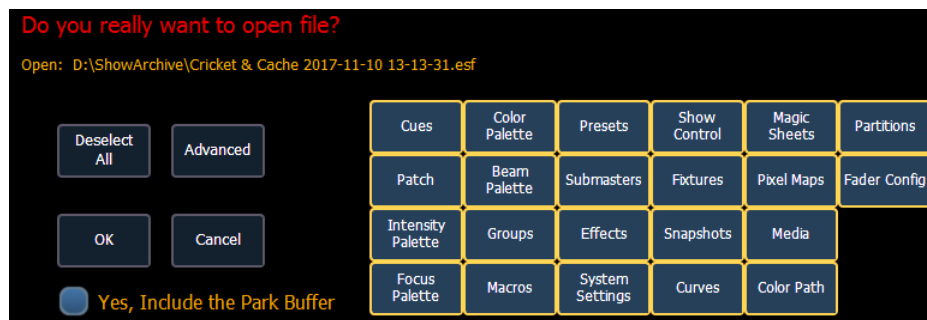 Do you really want to open file?
Open: D:\ShowArchive\Cricket & Cache 2017-11-10 13-13-31.esf
Deselect
All
Advanced
OK
Cancel
Yes, Include the Park Buffer
Cues
Color
Palette
Presets
Show
Control
Magic
Sheets
Partitions
Patch
Beam
Palette
Submasters
Fixtures
Pixel Maps
Fader Config
Intensity
Palette
Groups
Effects
Snapshots
Media
Focus
Palette
Macros
System
Settings
Curves
Color Path